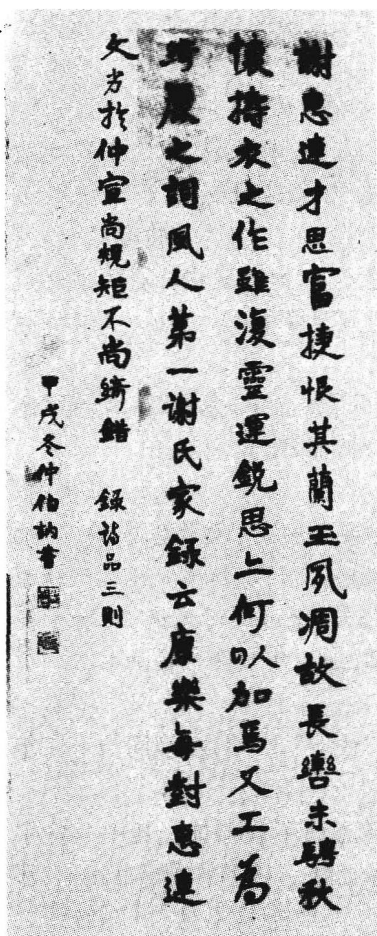 謝惠連才思富捷恨其蘭玉夙凋故長轡未騁秋
懷擣衣之作雖復靈運銳思亦何以加焉又工為
綺麗之謌風人第一謝氏家錄云康樂每對惠連
文劣於仲宣尚規矩不尚綺錯 錄詩品三則
甲戌冬仲伯訥書